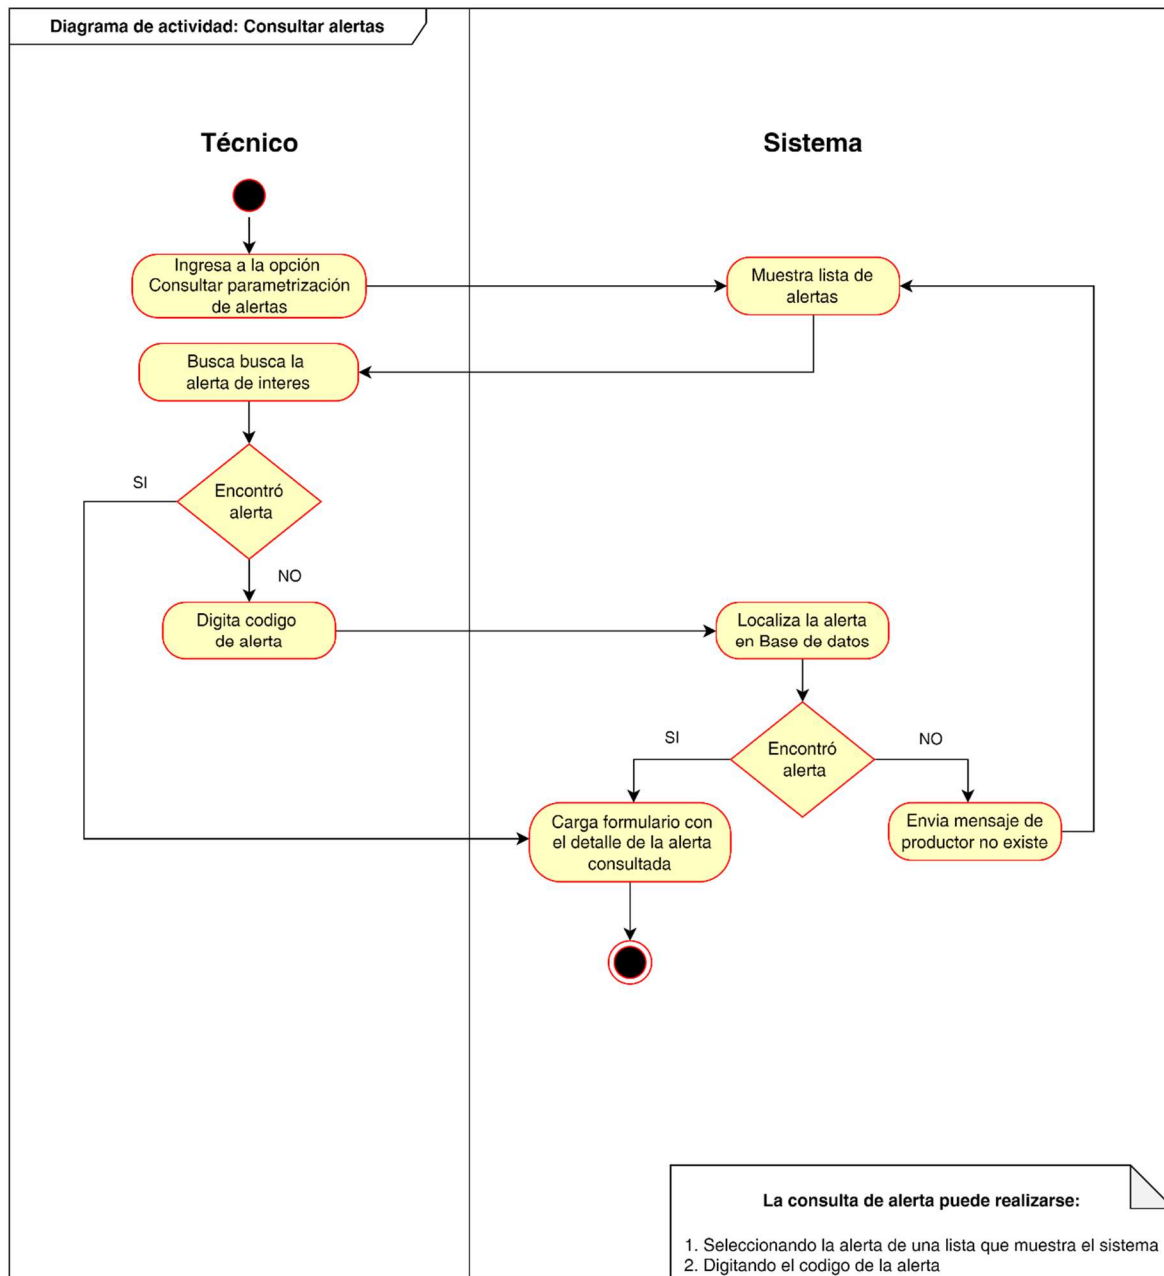 Diagrama de actividad: Consultar alertas
Técnico
Sistema
Ingresa a la opción
Consultar parametrización
de alertas
Muestra lista de
alertas
Busca busca la
alerta de interes
SI
Encontró
alerta
NO
Digita codigo
de alerta
Localiza la alerta
en Base de datos
SI
Encontró
alerta
NO
Carga formulario con
el detalle de la alerta
consultada
Envia mensaje de
productor no existe
La consulta de alerta puede realizarse:
1. Seleccionando la alerta de una lista que muestra el sistema
2. Digitando el codigo de la alerta